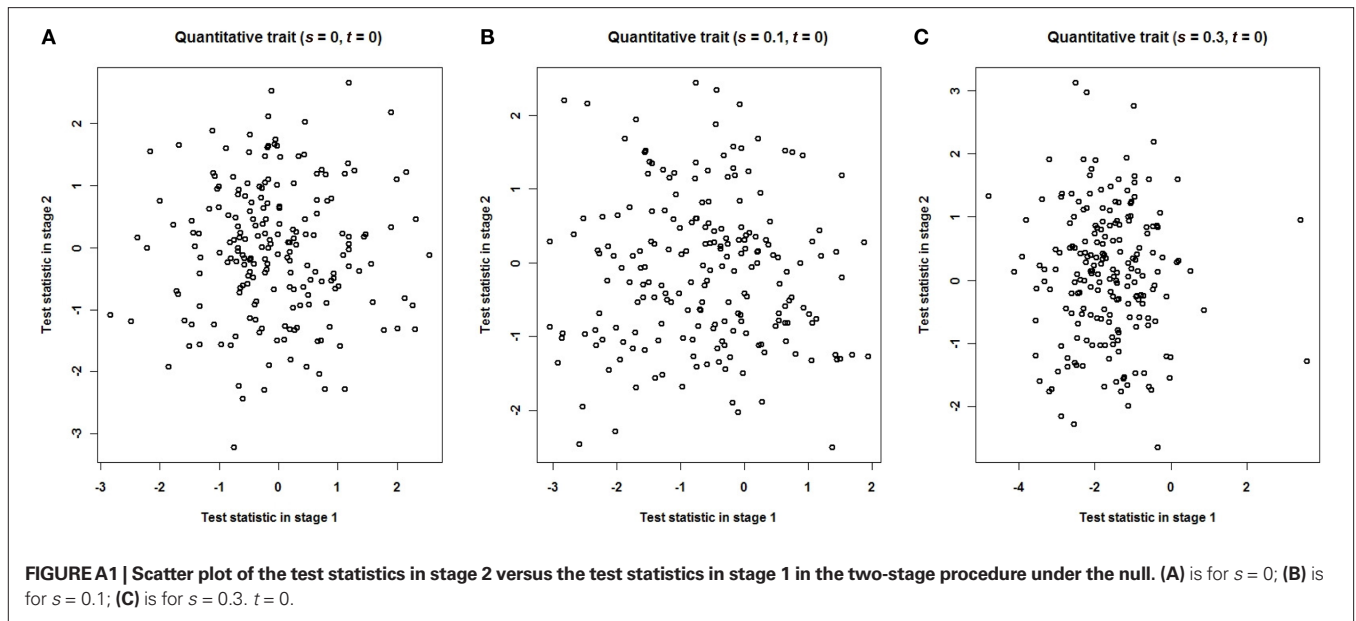 A
Quantitative trait (s = 0, t = 0)
Test statistic in stage 2
2
1
0
-1
-2
-3
-3 -2 -1 0 1 2
Test statistic in stage 1
B
Quantitative trait (s = 0.1, t = 0)
Test statistic in stage 2
2
1
0
-1
-2
-3 -2 -1 0 1 2
Test statistic in stage 1
C
Quantitative trait (s = 0.3, t = 0)
Test statistic in stage 2
3
2
1
0
-1
-2
-4 -2 0 2
Test statistic in stage 1
FIGURE A1 | Scatter plot of the test statistics in stage 2 versus the test statistics in stage 1 in the two-stage procedure under the null. (A) is for s = 0; (B) is
for s = 0.1; (C) is for s = 0.3. t = 0.